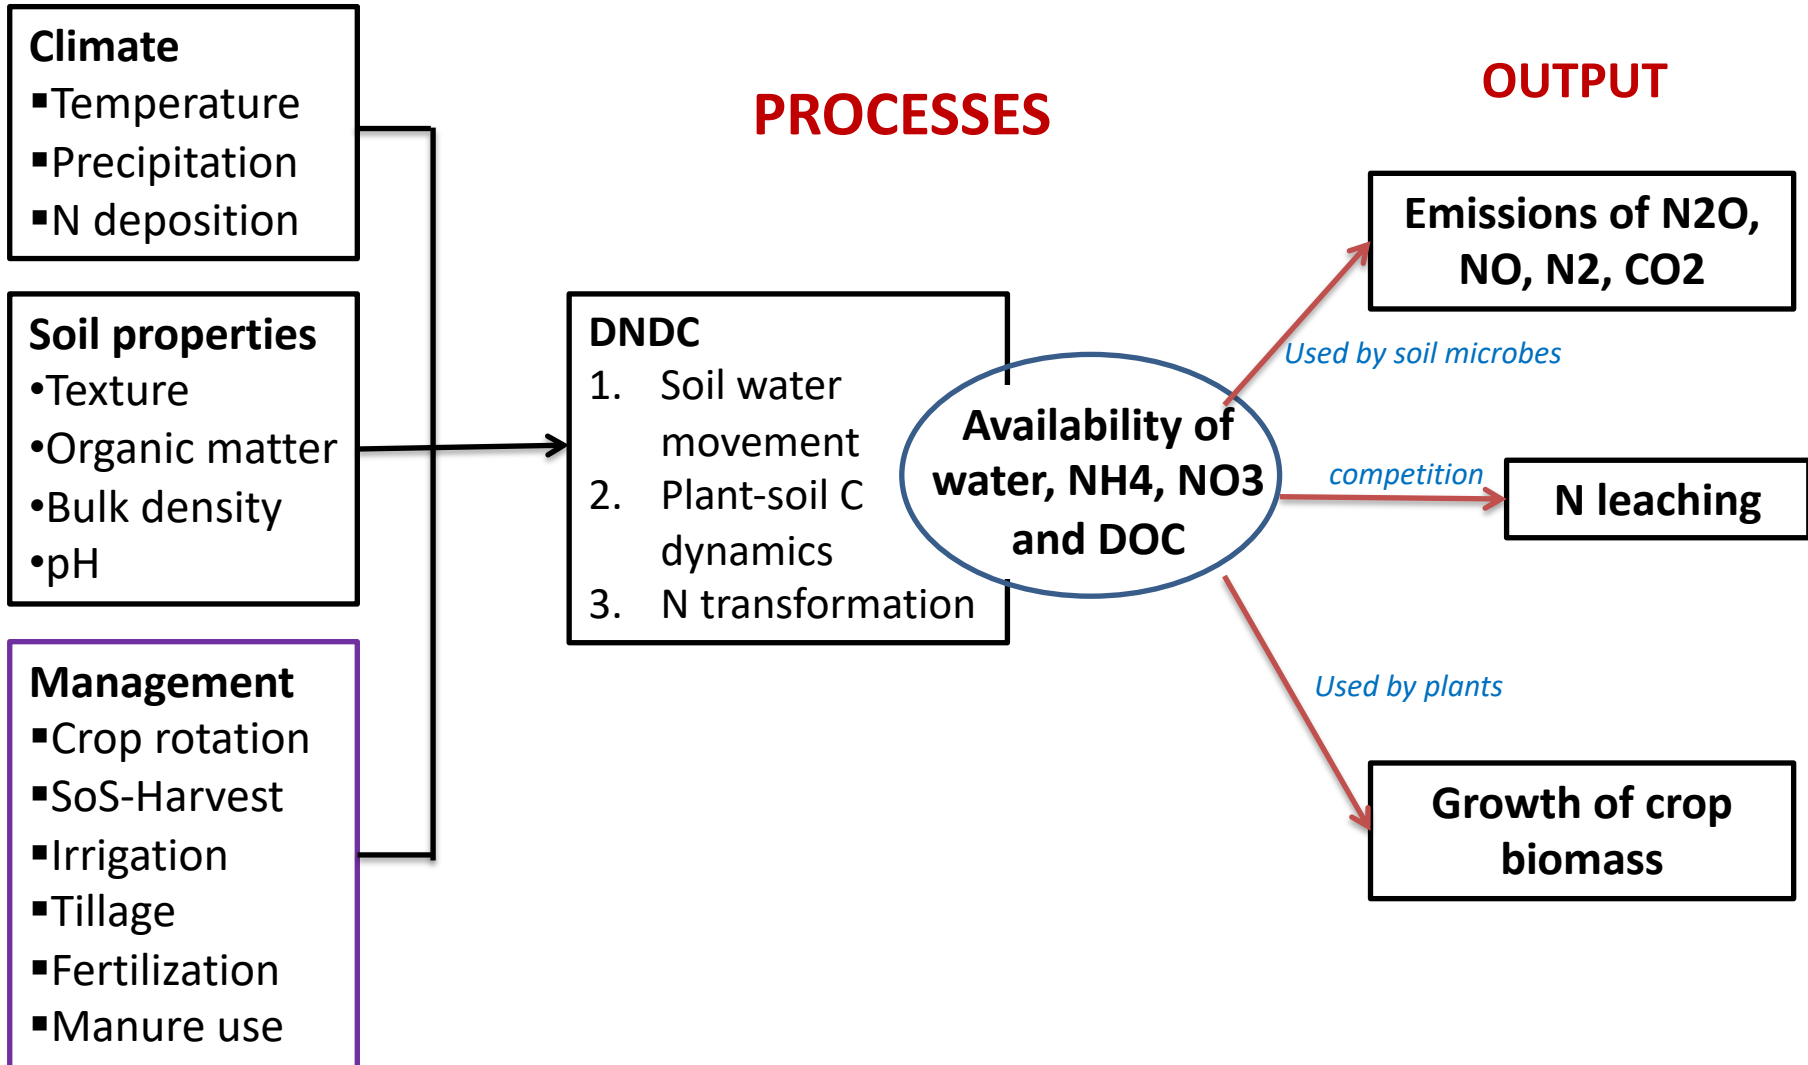 Climate
▪Temperature
▪Precipitation
▪N deposition
Soil properties
•Texture
•Organic matter
•Bulk density
•pH
Management
▪Crop rotation
▪SoS-Harvest
▪Irrigation
▪Tillage
▪Fertilization
▪Manure use
PROCESSES
DNDC
1. Soil water
movement
2. Plant-soil C
dynamics
3. N transformation
Availability of
water, NH4, NO3
and DOC
Used by soil microbes
competition
Used by plants
OUTPUT
Emissions of N2O,
NO, N2, CO2
N leaching
Growth of crop
biomass